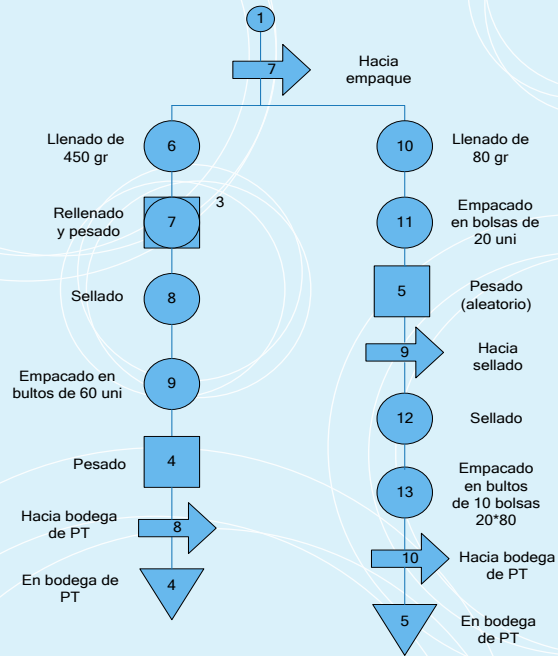 1
7
Hacia
empaque
Llenado de
450 gr
6
Rellenado
y pesado
7
3
Sellado
8
Empacado en
bultos de 60 uni
9
Pesado
4
Hacia bodega
de PT
8
En bodega de
PT
4
10
Llenado de
80 gr
11
Empacado
en bolsas de
20 uni
5
Pesado
(aleatorio)
9
Hacia
sellado
12
Sellado
13
Empacado
en bultos
de 10 bolsas
20*80
10
Hacia bodega
de PT
5
En bodega
de PT